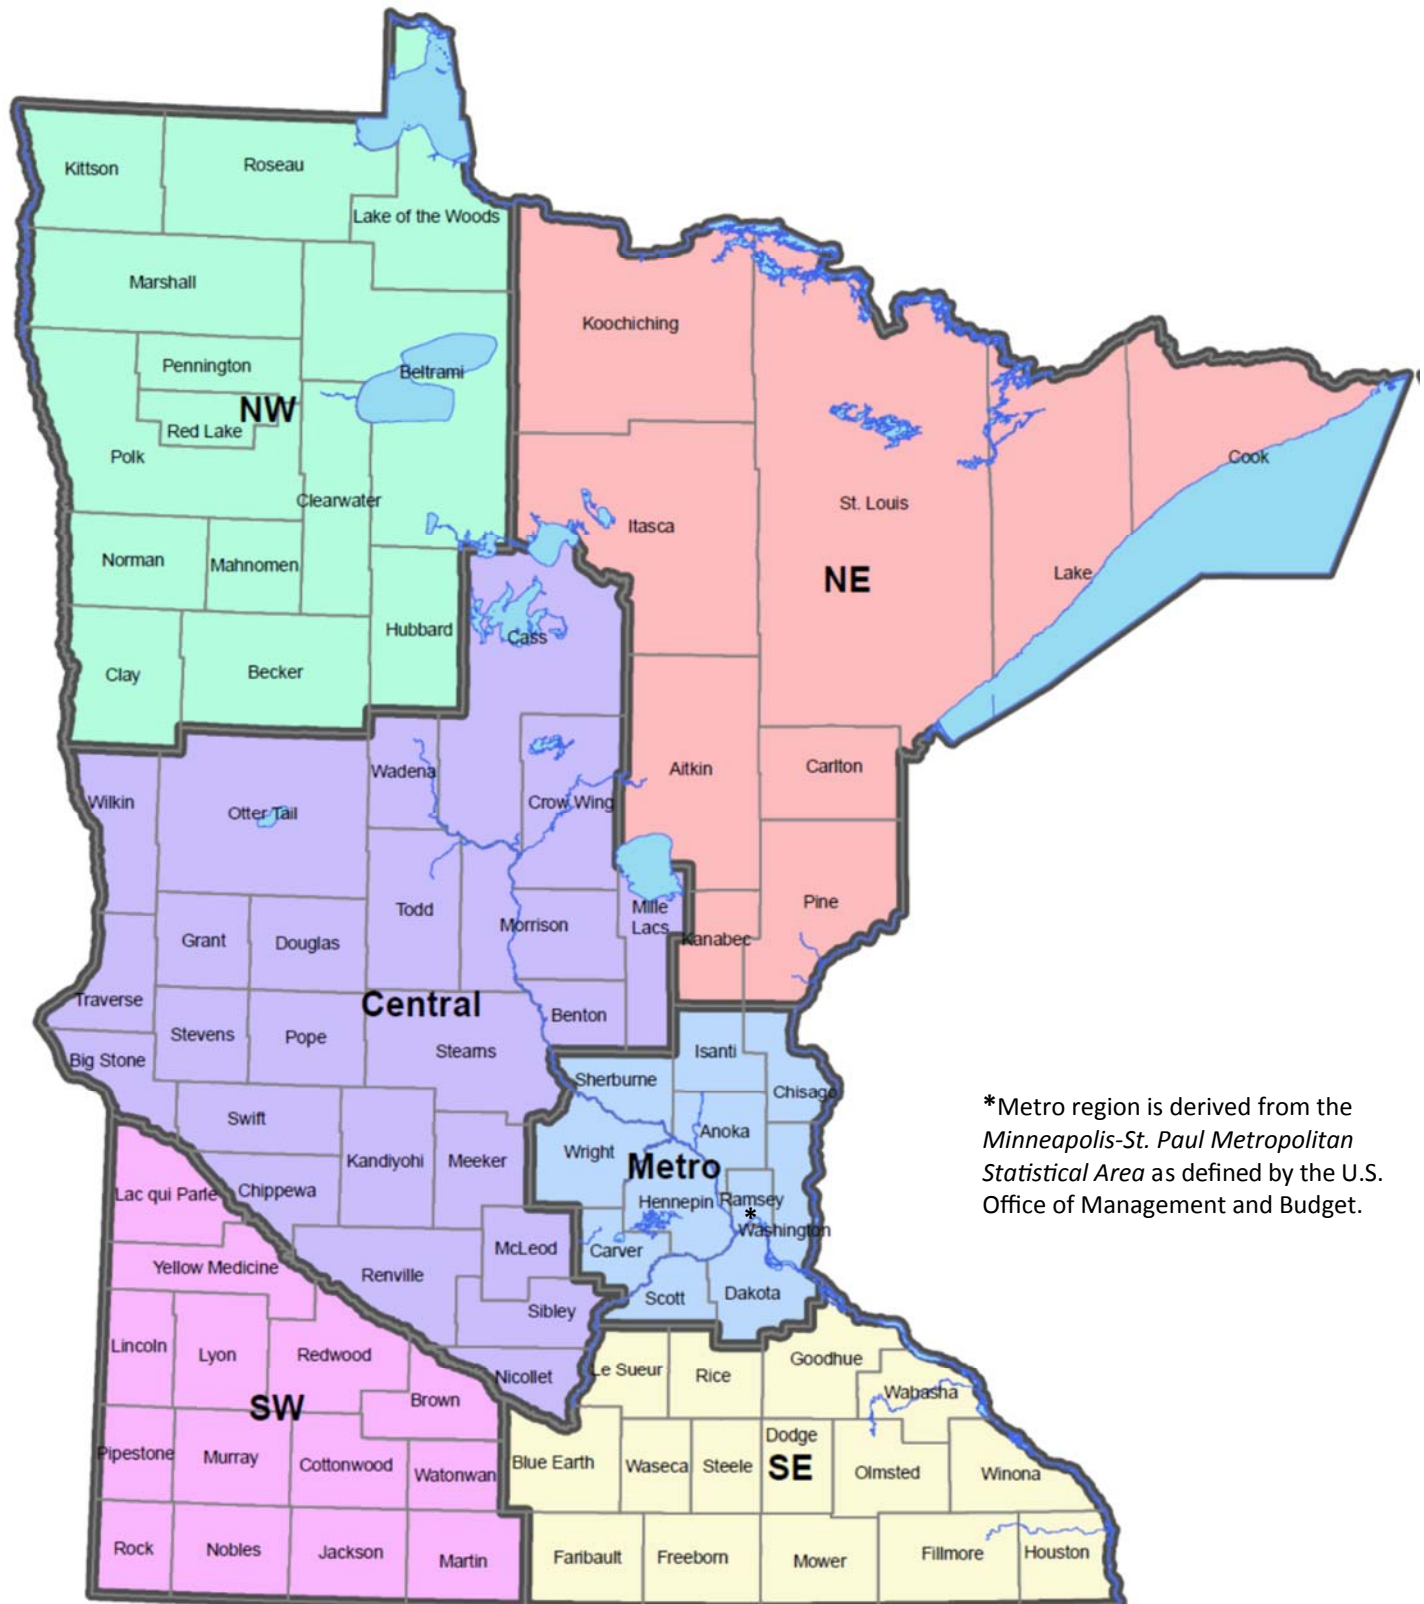 Kittson
Roseau
Lake of the Woods
Marshall
Koochiching
Pennington
Beltrami
NW
Red Lake
Polk
Cook
Clearwater
St. Louis
Itasca
Norman
Mahnomen
Lake
NE
Hubbard
Cass
Clay
Becker
Wadena
Aitkin
Carlton
Wilkin
Otter Tail
Crow Wing
Todd
Mille
Lacs
Pine
Morrison
Grant
Douglas
Kanabec
Traverse
Central
Stevens
Pope
Benton
Big Stone
Stearns
Isanti
Sherburne
Chisago
Swift
Anoka
Kandiyohi
Meeker
Wright
Metro
Lac qui Parle
Chippewa
Hennepin
Ramsey
*
Washington
McLeod
Carver
Yellow Medicine
Renville
Sibley
Scott
Dakota
Lincoln
Lyon
Redwood
Nicollet
Le Sueur
Rice
Goodhue
Wabasha
SW
Brown
Pipestone
Murray
Cottonwood
Watonwan
Blue Earth
Waseca
Steele
Dodge
SE
Olmsted
Winona
Rock
Nobles
Jackson
Martin
Faribault
Freeborn
Mower
Fillmore
Houston
*Metro region is derived from the
Minneapolis-St. Paul Metropolitan
Statistical Area as defined by the U.S.
Office of Management and Budget.